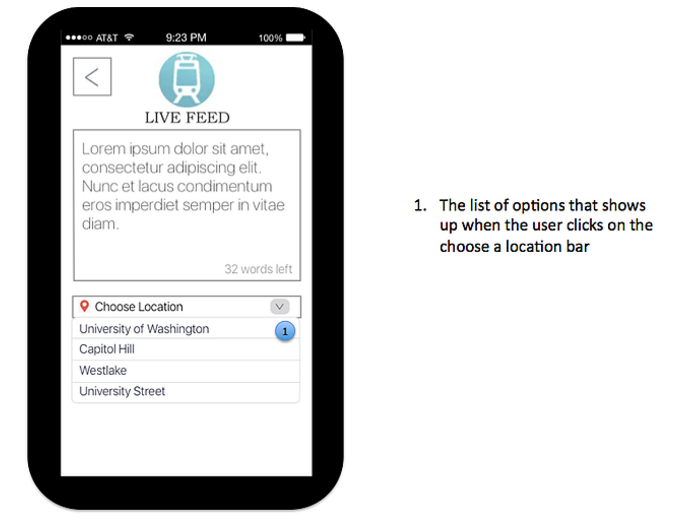 AT&T 9:23 PM 100%
<
LIVE FEED
Lorem ipsum dolor sit amet,
consectetur adipiscing elit.
Nunc et lacus condimentum
eros imperdiet semper in vitae
diam.
32 words left
Choose Location
University of Washington
1
Capitol Hill
Westlake
University Street
1. The list of options that shows
up when the user clicks on the
choose a location bar